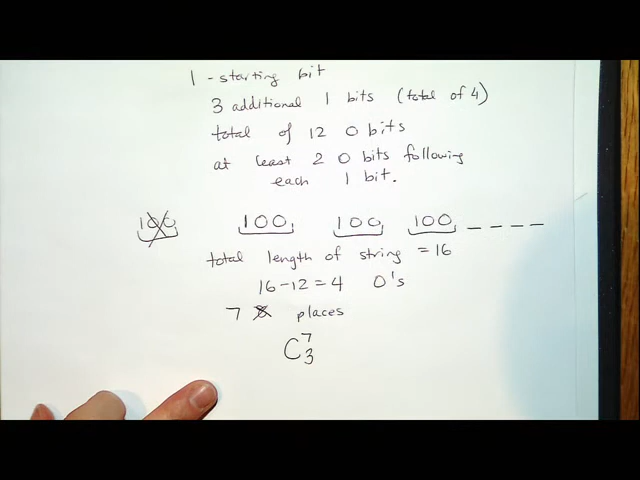 1 - starting bit
3 additional 1 bits (total of 4)
total of 12 0 bits
at least 2 0 bits following
each 1 bit.
100 100 100 100 _ _ _ _
total length of string = 16
16 - 12 = 4 0's
7 8 places
C⁷₃